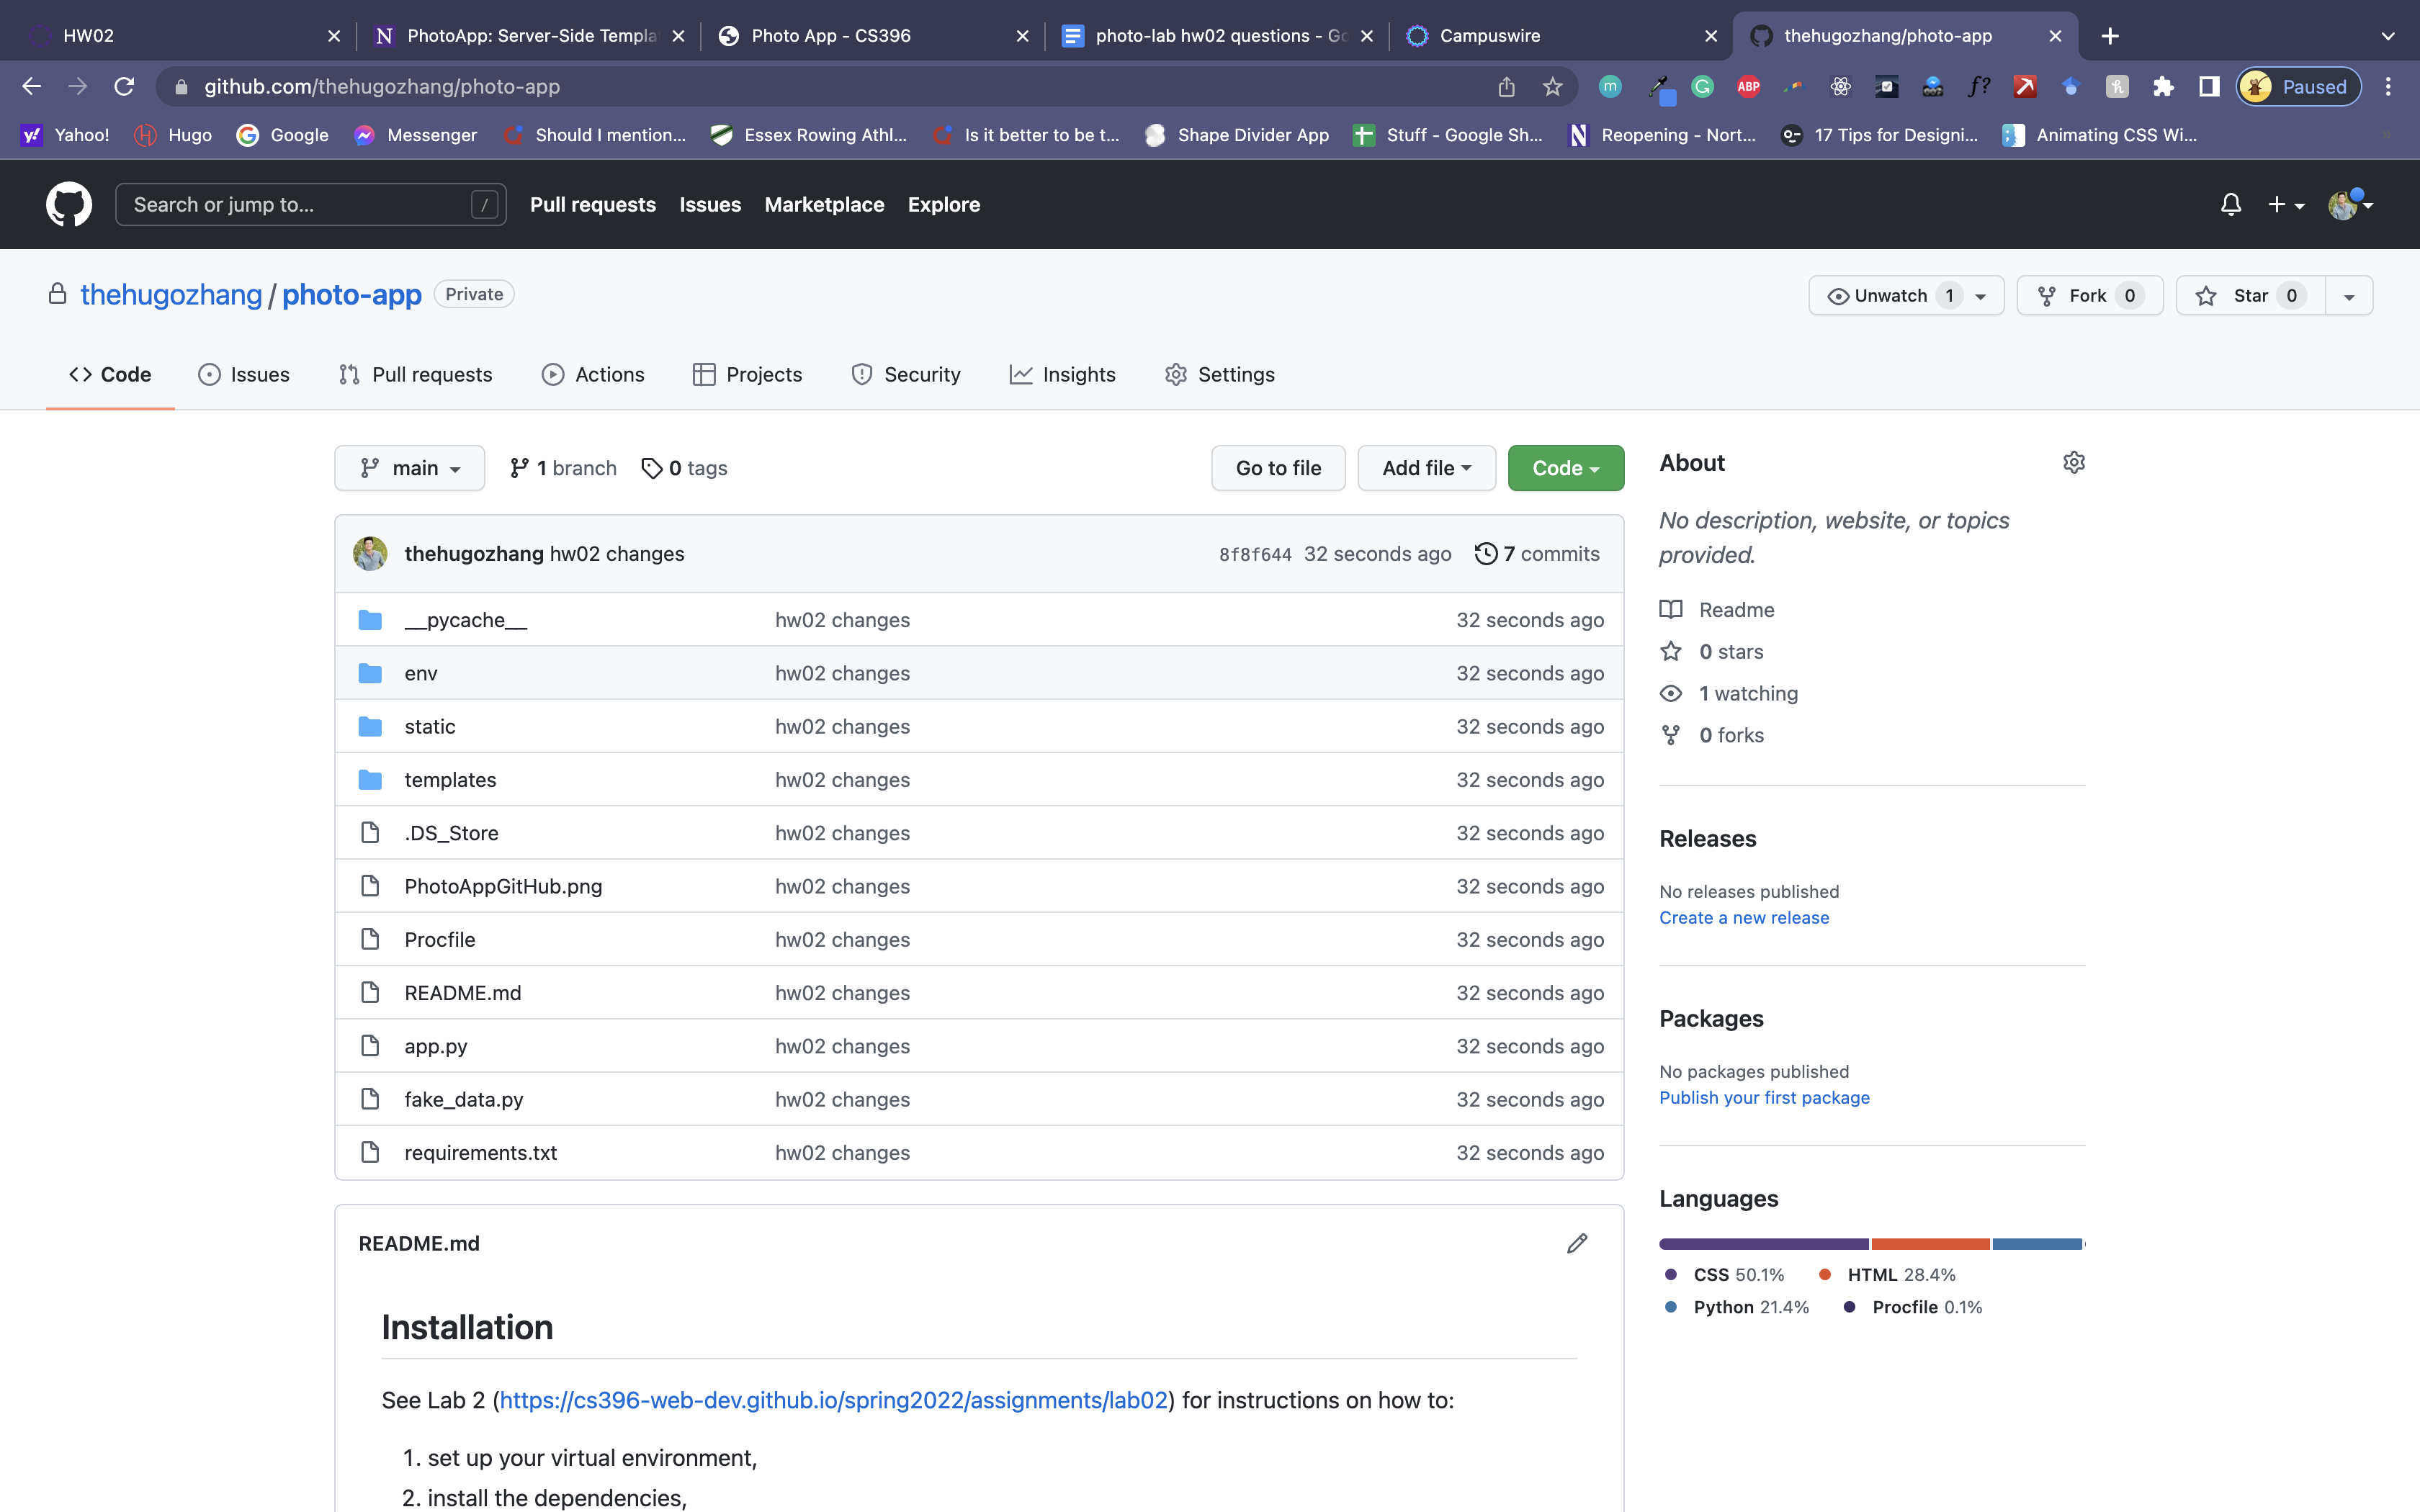 HW02
PhotoApp: Server-Side Templa
Photo App - CS396
photo-lab hw02 questions - Go
Campuswire
thehugozhang/photo-app
github.com/thehugozhang/photo-app
m
ABP
f?
Paused
Yahoo!
Hugo
Google
Messenger
Should I mention...
Essex Rowing Athl...
Is it better to be t...
Shape Divider App
Stuff - Google Sh...
Reopening - Nort...
17 Tips for Designi...
Animating CSS Wi...
Search or jump to... /
Pull requests Issues Marketplace Explore
thehugozhang / photo-app Private
Unwatch 1
Fork 0
Star 0
Code
Issues
Pull requests
Actions
Projects
Security
Insights
Settings
main
1 branch
0 tags
Go to file
Add file
Code
thehugozhang hw02 changes 8f8f644 32 seconds ago 7 commits
__pycache__ hw02 changes 32 seconds ago
env hw02 changes 32 seconds ago
static hw02 changes 32 seconds ago
templates hw02 changes 32 seconds ago
.DS_Store hw02 changes 32 seconds ago
PhotoAppGitHub.png hw02 changes 32 seconds ago
Procfile hw02 changes 32 seconds ago
README.md hw02 changes 32 seconds ago
app.py hw02 changes 32 seconds ago
fake_data.py hw02 changes 32 seconds ago
requirements.txt hw02 changes 32 seconds ago
README.md
Installation
See Lab 2 (https://cs396-web-dev.github.io/spring2022/assignments/lab02) for instructions on how to:
1. set up your virtual environment,
2. install the dependencies,
About
No description, website, or topics
provided.
Readme
0 stars
1 watching
0 forks
Releases
No releases published
Create a new release
Packages
No packages published
Publish your first package
Languages
CSS 50.1% HTML 28.4%
Python 21.4% Procfile 0.1%